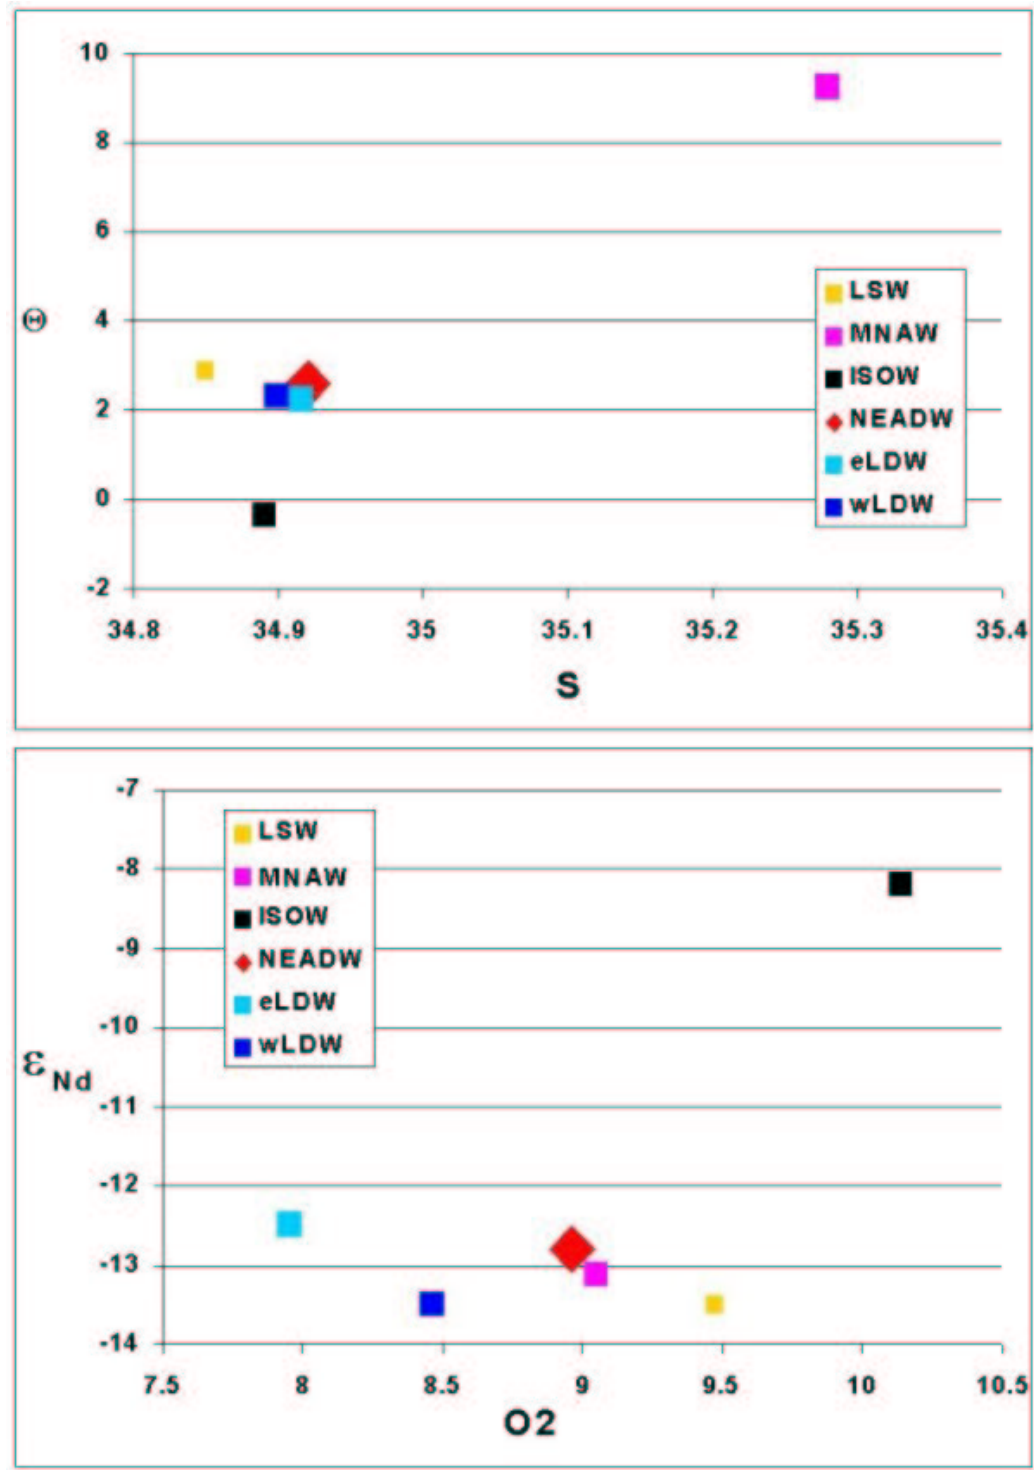 10
8
6
4
2
0
-2
Θ
34.8 34.9 35 35.1 35.2 35.3 35.4
S
LSW
MNAW
ISOW
NEADW
eLDW
wLDW
-7
-8
-9
-10
-11
-12
-13
-14
εNd
LSW
MNAW
ISOW
NEADW
eLDW
wLDW
7.5 8 8.5 9 9.5 10 10.5
O2